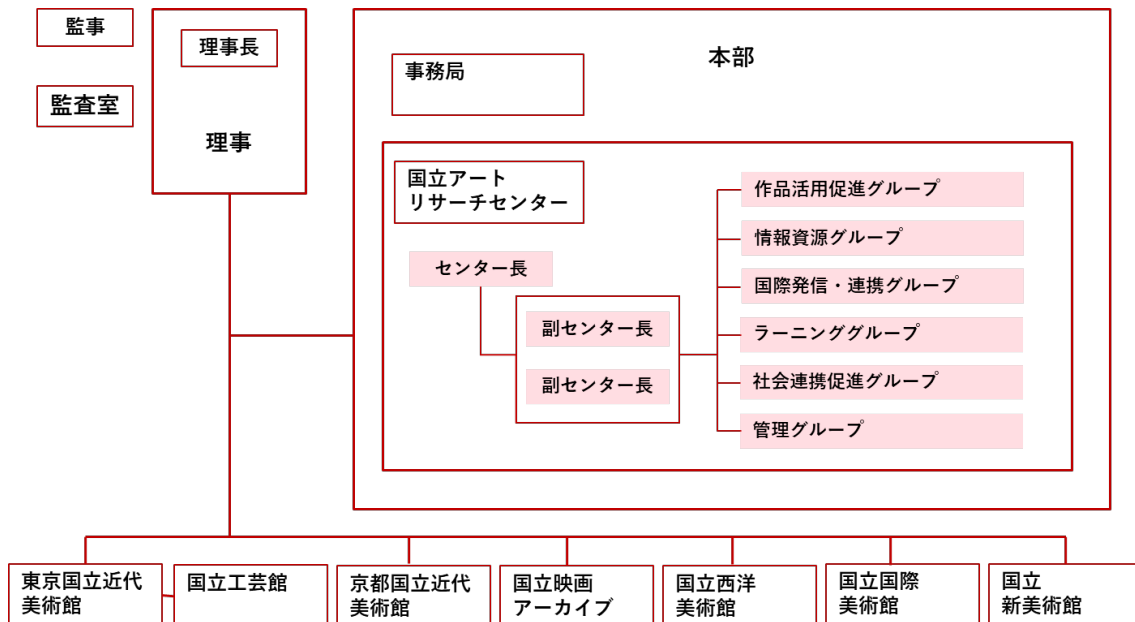 監事
理事長
監査室
理事
本部
事務局
国立アート
リサーチセンター
センター長
副センター長
副センター長
作品活用促進グループ
情報資源グループ
国際発信・連携グループ
ラーニンググループ
社会連携促進グループ
管理グループ
東京国立近代
美術館
国立工芸館
京都国立近代
美術館
国立映画
アーカイブ
国立西洋
美術館
国立国際
美術館
国立
新美術館